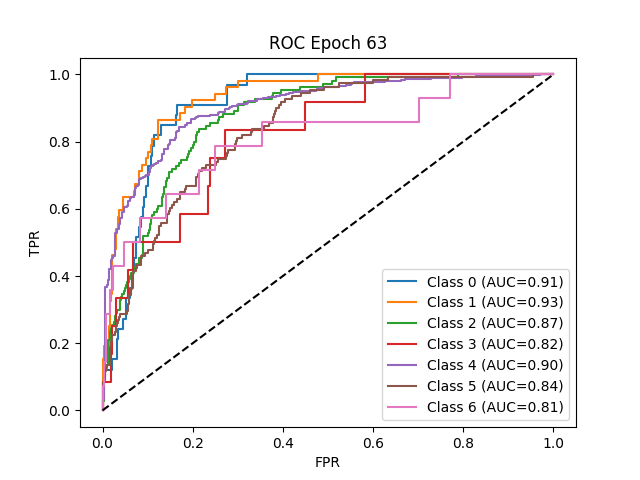 ROC Epoch 63
1.0
0.8
0.6
0.4
0.2
0.0
TPR
Class 0 (AUC=0.91)
Class 1 (AUC=0.93)
Class 2 (AUC=0.87)
Class 3 (AUC=0.82)
Class 4 (AUC=0.90)
Class 5 (AUC=0.84)
Class 6 (AUC=0.81)
0.0 0.2 0.4 0.6 0.8 1.0
FPR